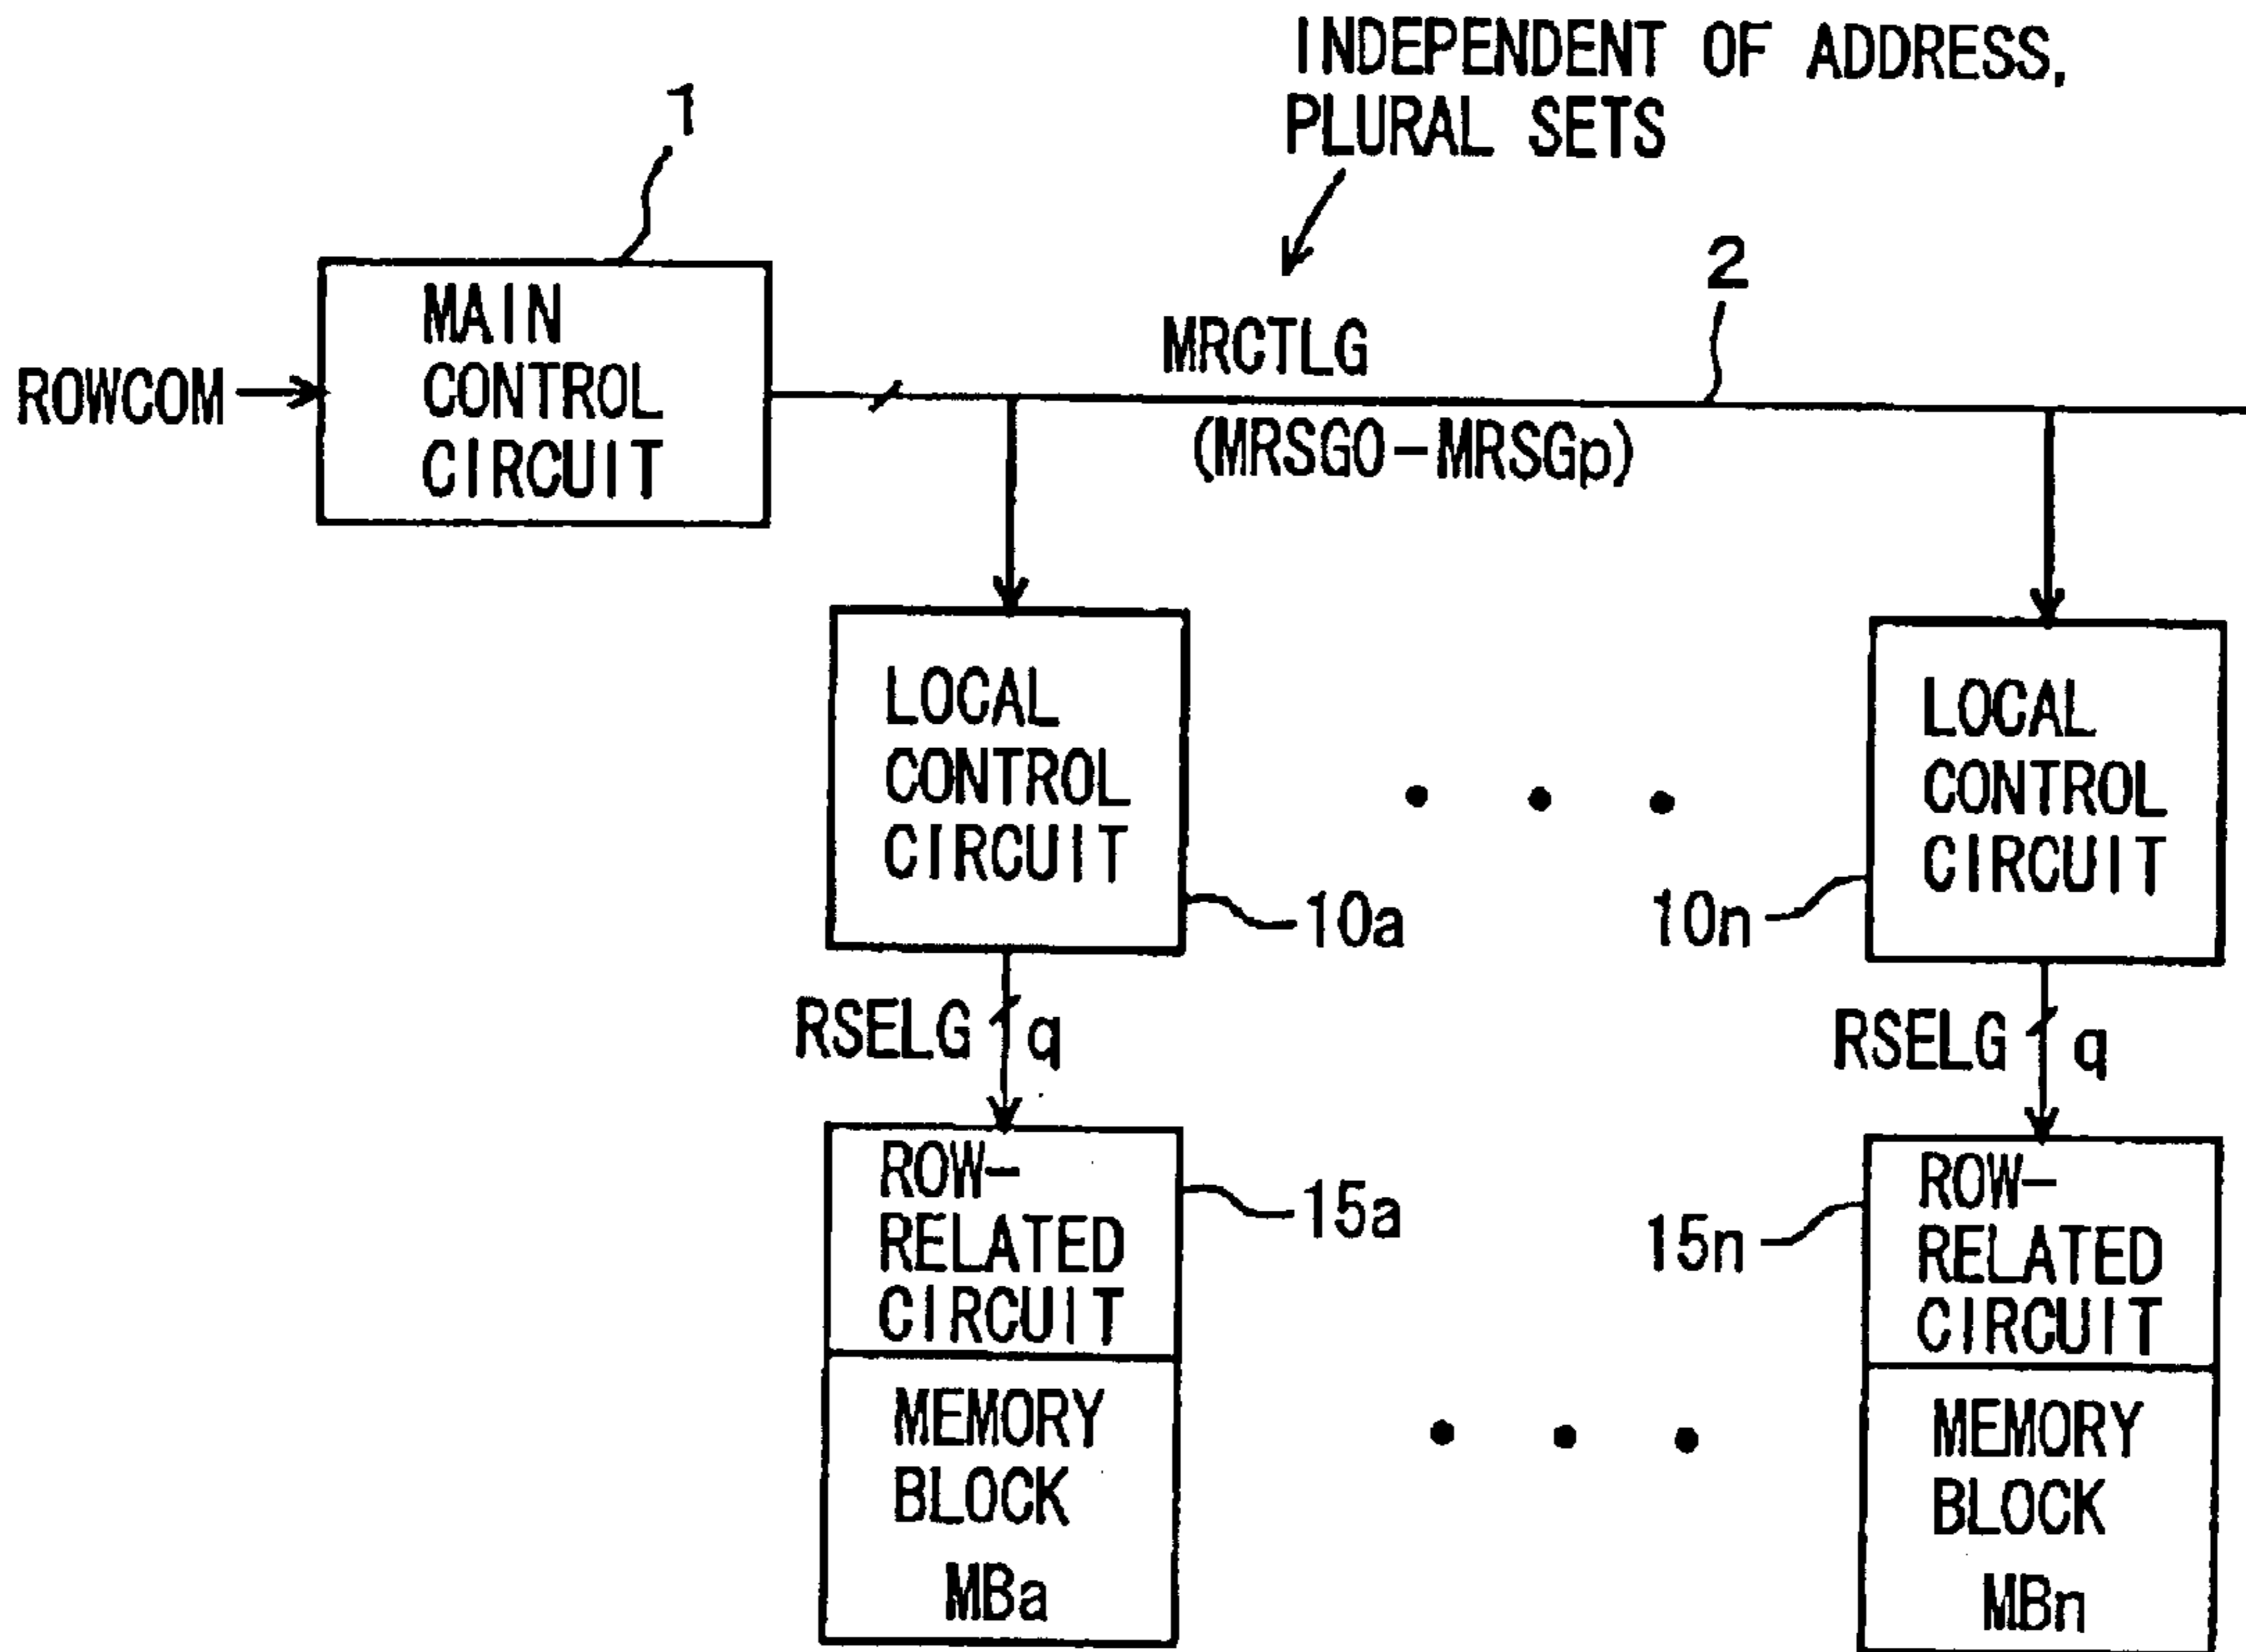 INDEPENDENT OF ADDRESS,
PLURAL SETS
1
2
MAIN
CONTROL
CIRCUIT
ROWCOM
MRCTLG
(MRSG0-MRSGp)
LOCAL
CONTROL
CIRCUIT
10a
LOCAL
CONTROL
CIRCUIT
10n
RSELG
q
RSELG
q
ROW-
RELATED
CIRCUIT
15a
ROW-
RELATED
CIRCUIT
15n
MEMORY
BLOCK
MBa
MEMORY
BLOCK
MBn